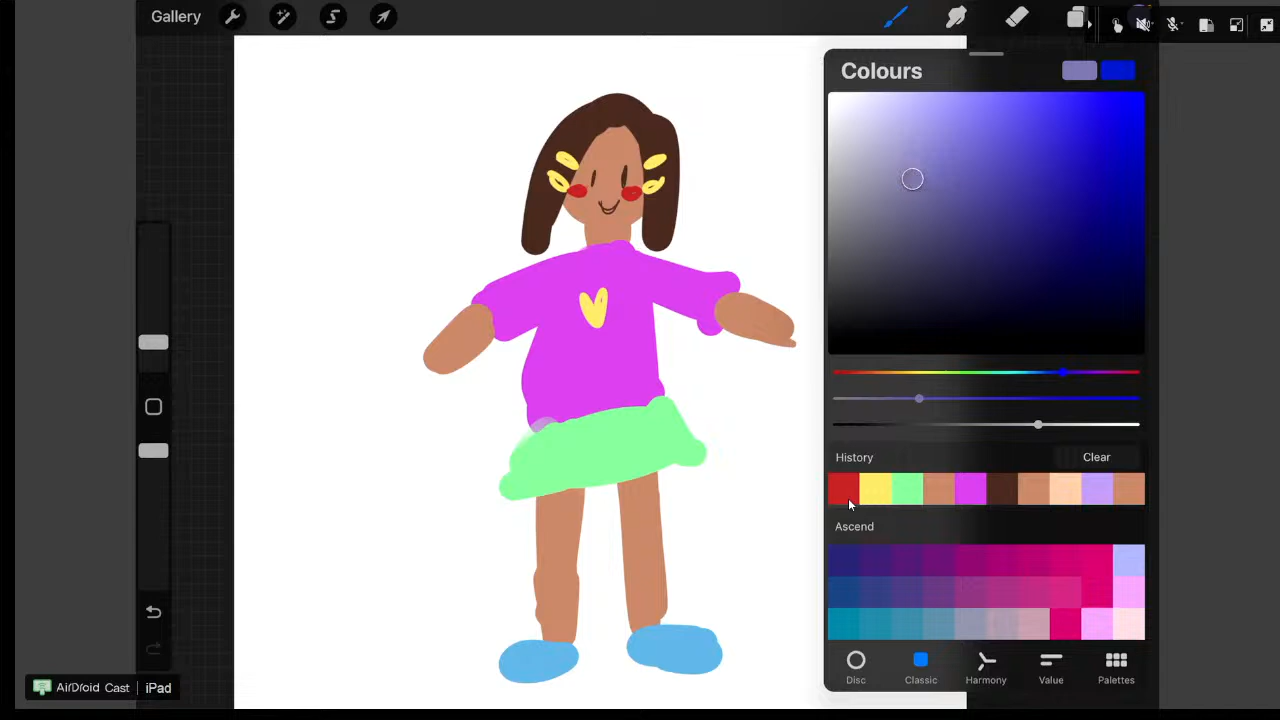 Gallery
Colours
History
Clear
Ascend
Disc
Classic
Harmony
Value
Palettes
AirDroid Cast | iPad